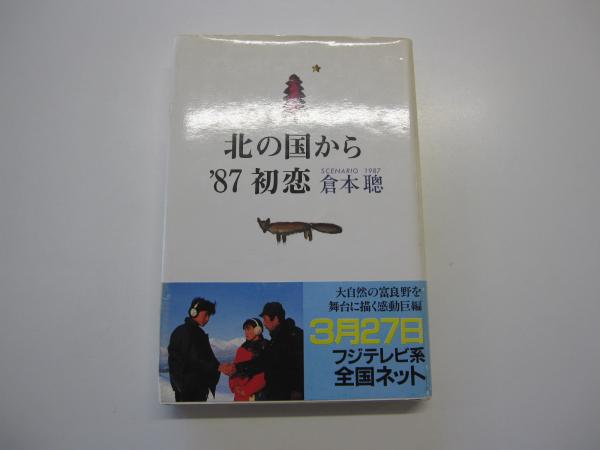 北の国から
'87 初恋
SCENARIO 1987
倉本聰
大自然の富良野を
舞台に描く感動巨編
3月27日
フジテレビ系
全国ネット